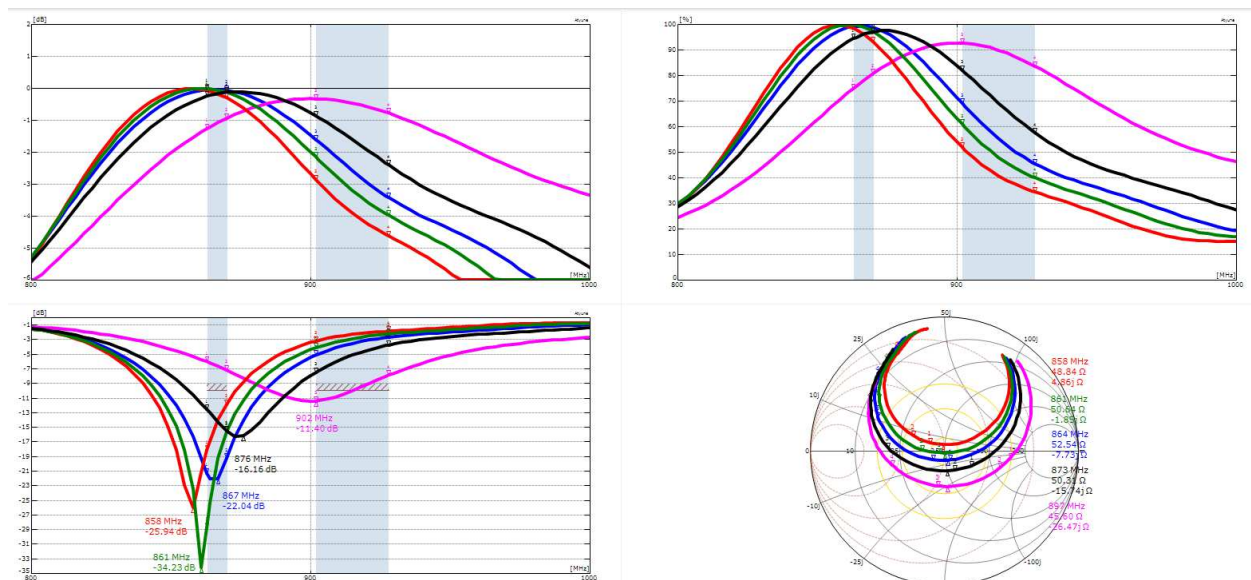 [dB]
2
1
0
-1
-2
-3
-4
-5
-6
800
900
[MHz]
1000
[%]
100
90
80
70
60
50
40
30
20
10
0
800
900
[MHz]
1000
[dB]
-1
-3
-5
-7
-9
-11
-13
-15
-17
-19
-21
-23
-25
-27
-29
-31
-33
-35
902 MHz
-11.40 dB
876 MHz
-16.16 dB
867 MHz
-22.04 dB
858 MHz
-25.94 dB
861 MHz
-34.23 dB
800
900
[MHz]
1000
50j
25j
100j
10j
0
10
-10j
-25j
-100j
858 MHz
48.84 Ω
4.86j Ω
861 MHz
50.64 Ω
-1.85j Ω
864 MHz
52.54 Ω
-7.73j Ω
873 MHz
50.31 Ω
-15.74j Ω
897 MHz
45.60 Ω
-26.47j Ω